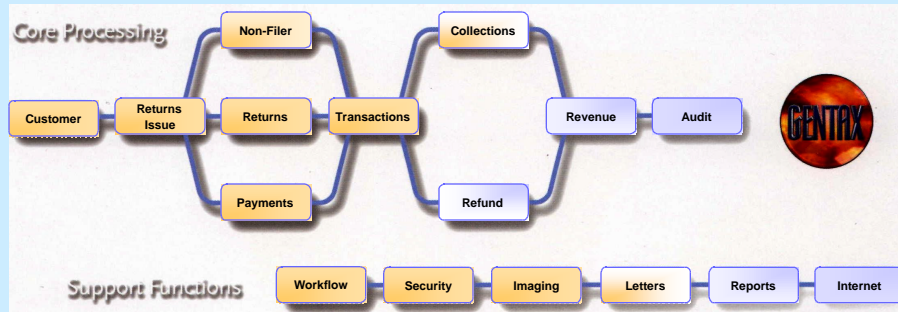 Core Processing
Non-Filer
Collections
Customer
Returns
Issue
Returns
Transactions
Revenue
Audit
GENTAX
Payments
Refund
Support Functions
Workflow
Security
Imaging
Letters
Reports
Internet